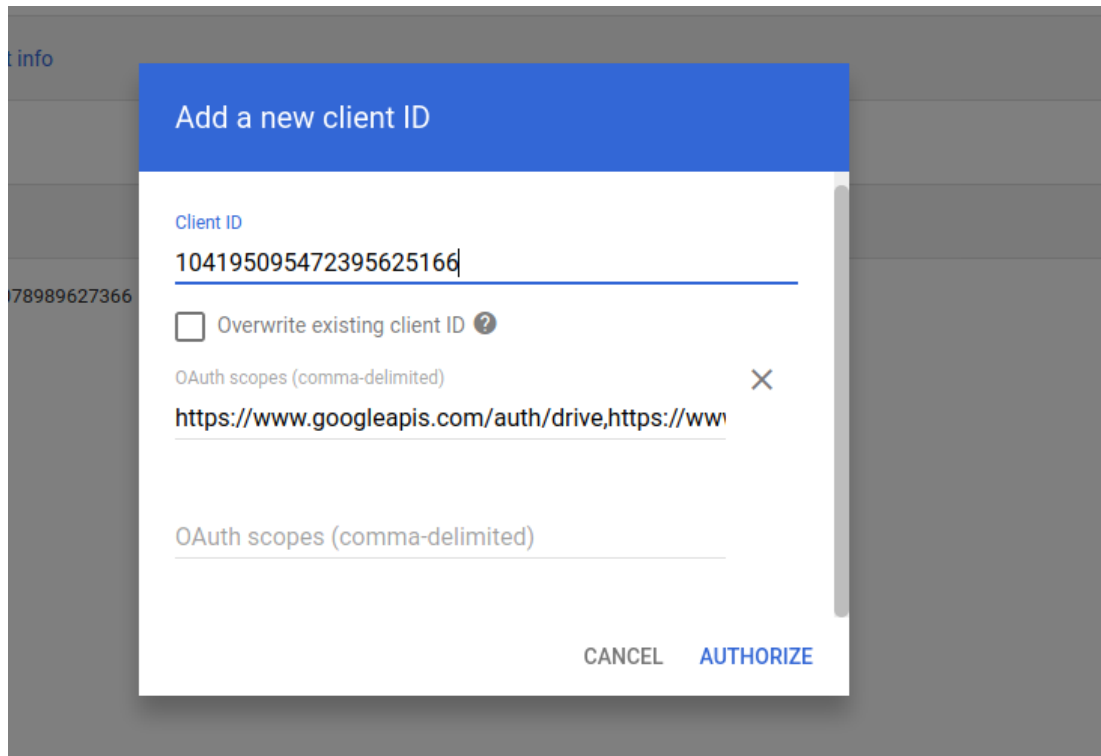 t info
Add a new client ID
Client ID
104195095472395625166
078989627366
Overwrite existing client ID
OAuth scopes (comma-delimited)
https://www.googleapis.com/auth/drive,https://www
OAuth scopes (comma-delimited)
CANCEL AUTHORIZE